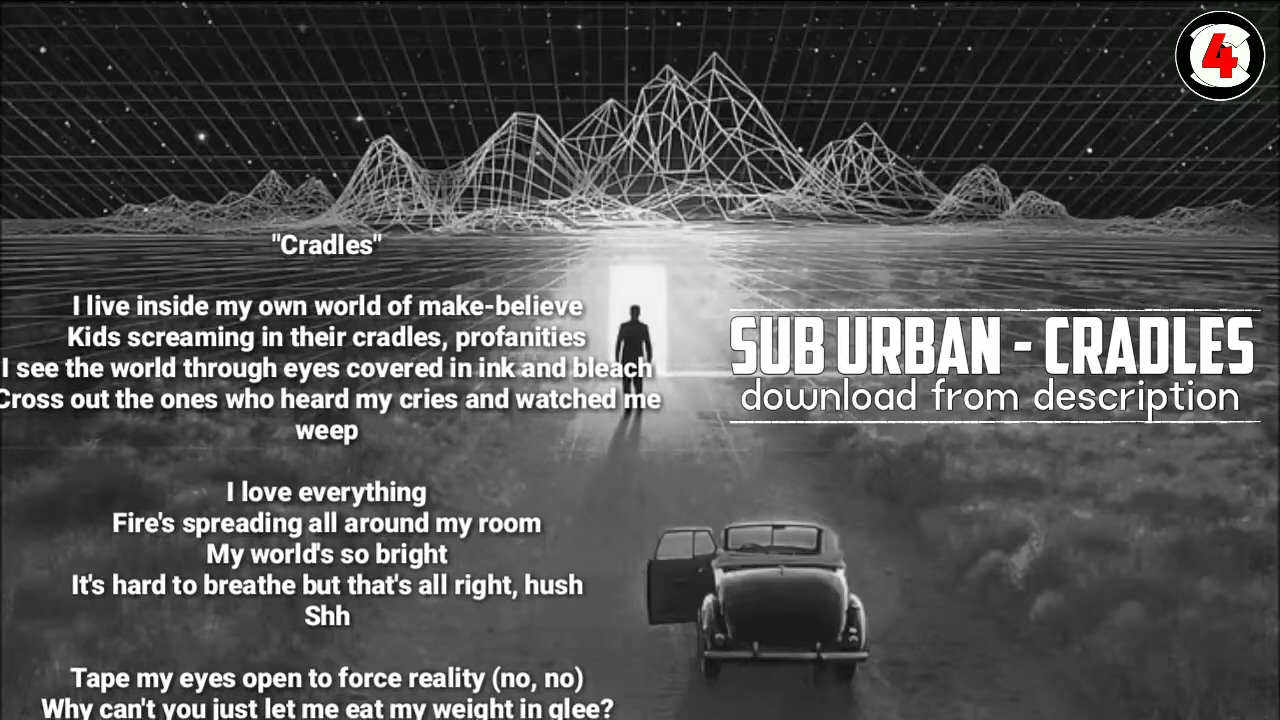 4
"Cradles"
I live inside my own world of make-believe
Kids screaming in their cradles, profanities
I see the world through eyes covered in ink and bleach
Cross out the ones who heard my cries and watched me
weep
I love everything
Fire's spreading all around my room
My world's so bright
It's hard to breathe but that's all right, hush
Shh
Tape my eyes open to force reality (no, no)
Why can't you just let me eat my weight in glee?
SUB URBAN - CRADLES
download from description